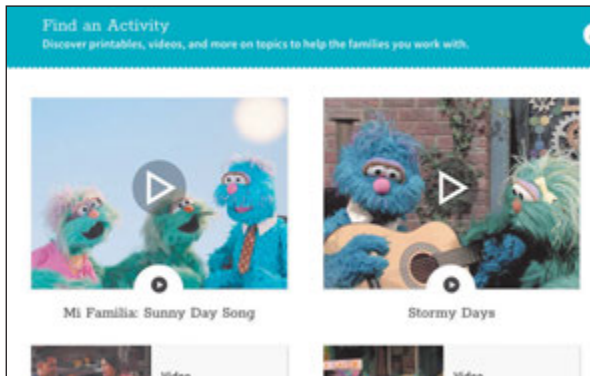 Find an Activity
Discover printables, videos, and more on topics to help the families you work with.
Mi Familia: Sunny Day Song
Stormy Days
Video
Video